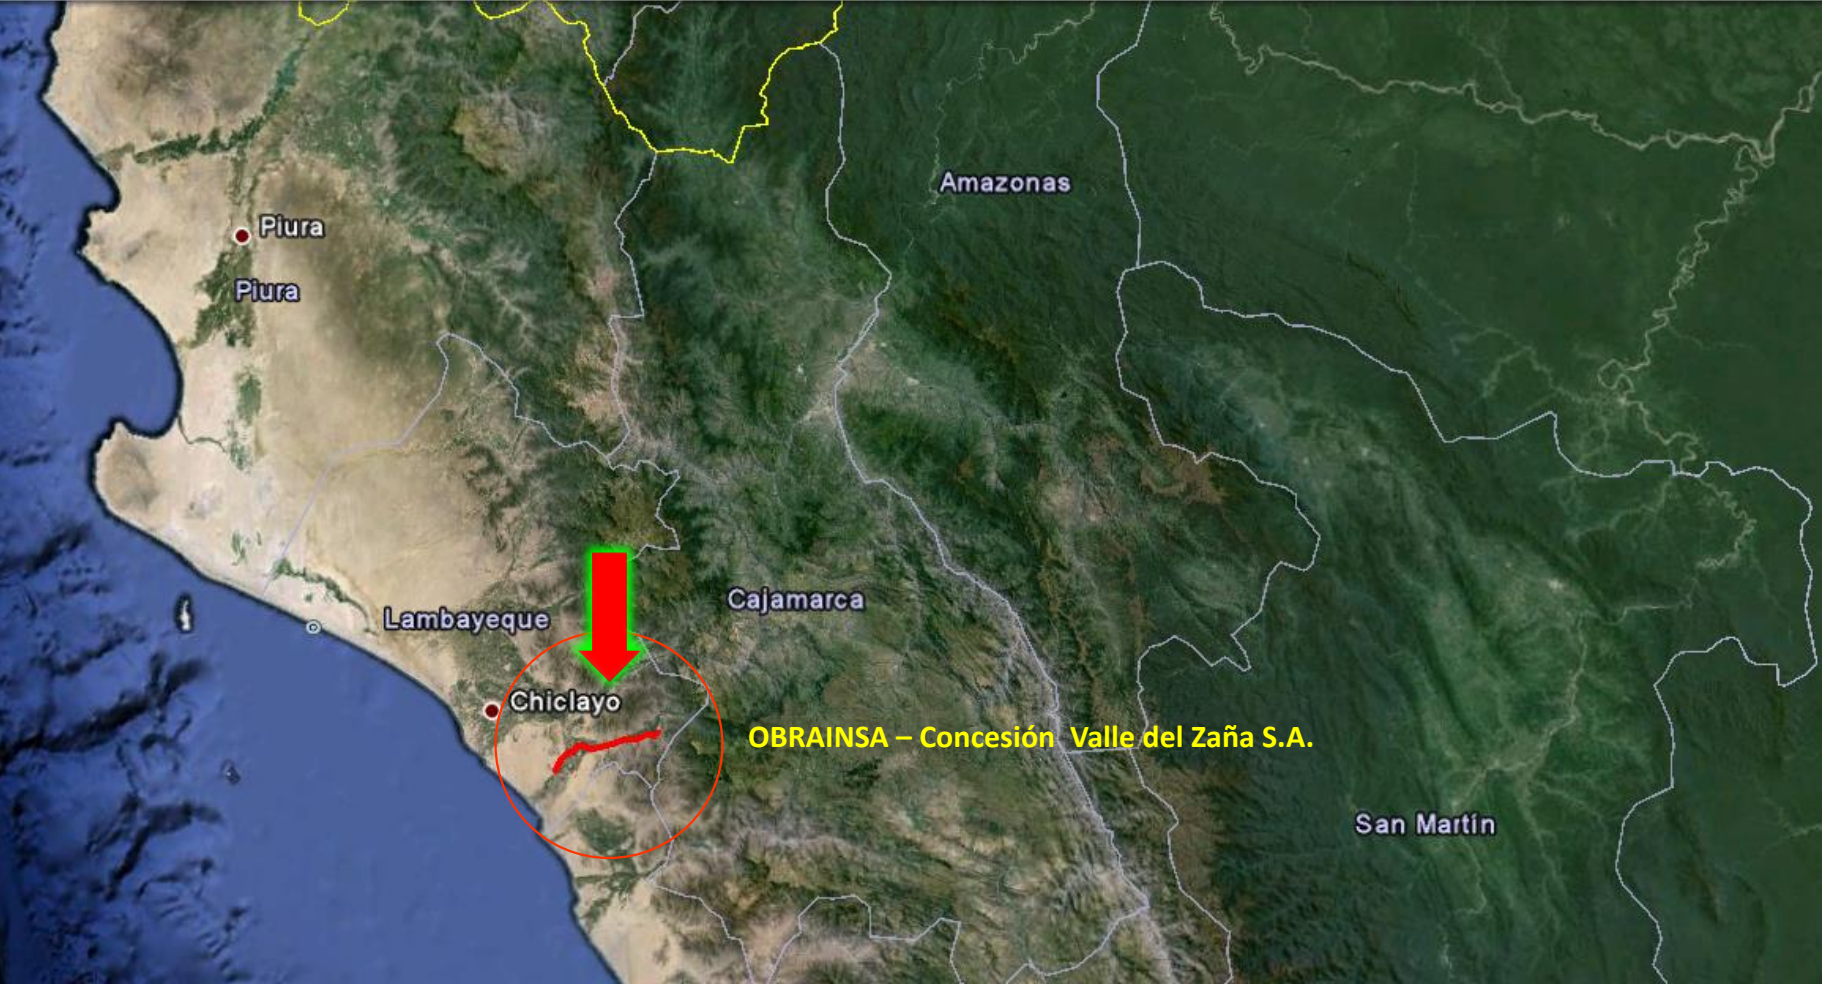 Amazonas
Piura
Piura
Cajamarca
Lambayeque
Chiclayo
OBRAINSA – Concesión Valle del Zaña S.A.
San Martín